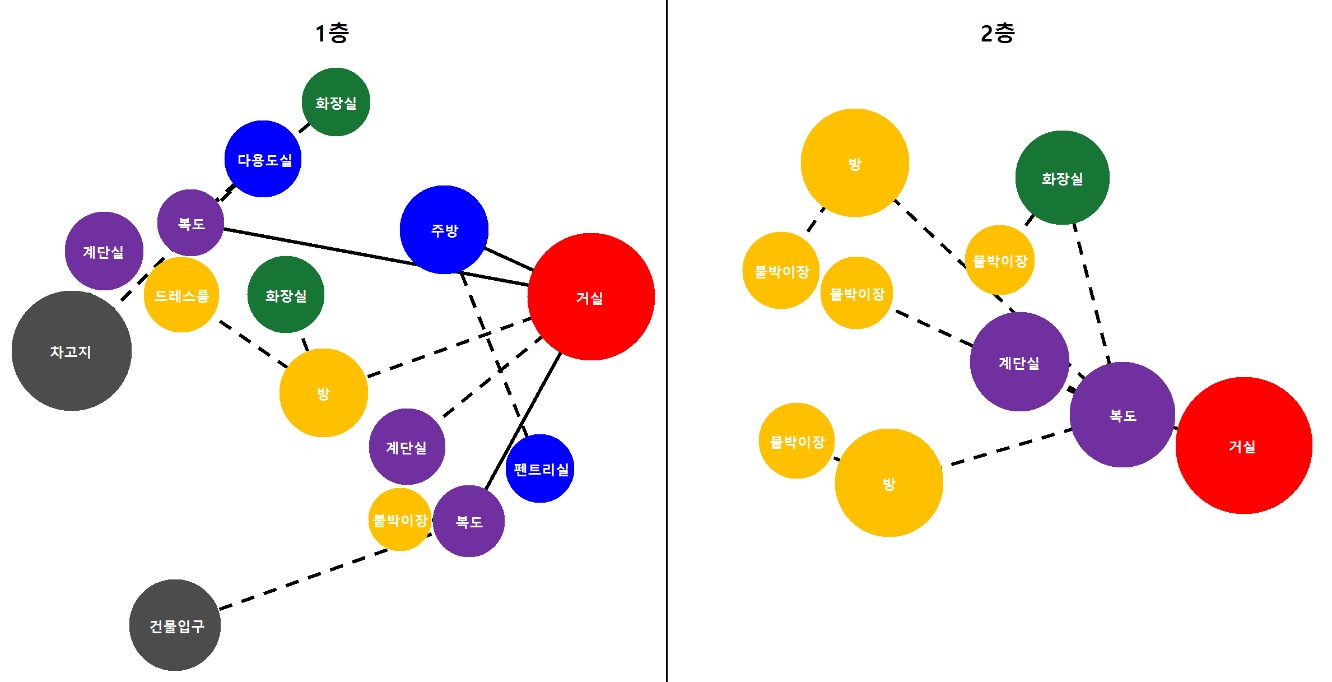 1층
화장실
다용도실
복도
주방
계단실
드레스룸
화장실
거실
차고지
방
계단실
펜트리실
붙박이장
복도
건물입구
2층
방
화장실
붙박이장
붙박이장
붙박이장
계단실
복도
거실
붙박이장
방